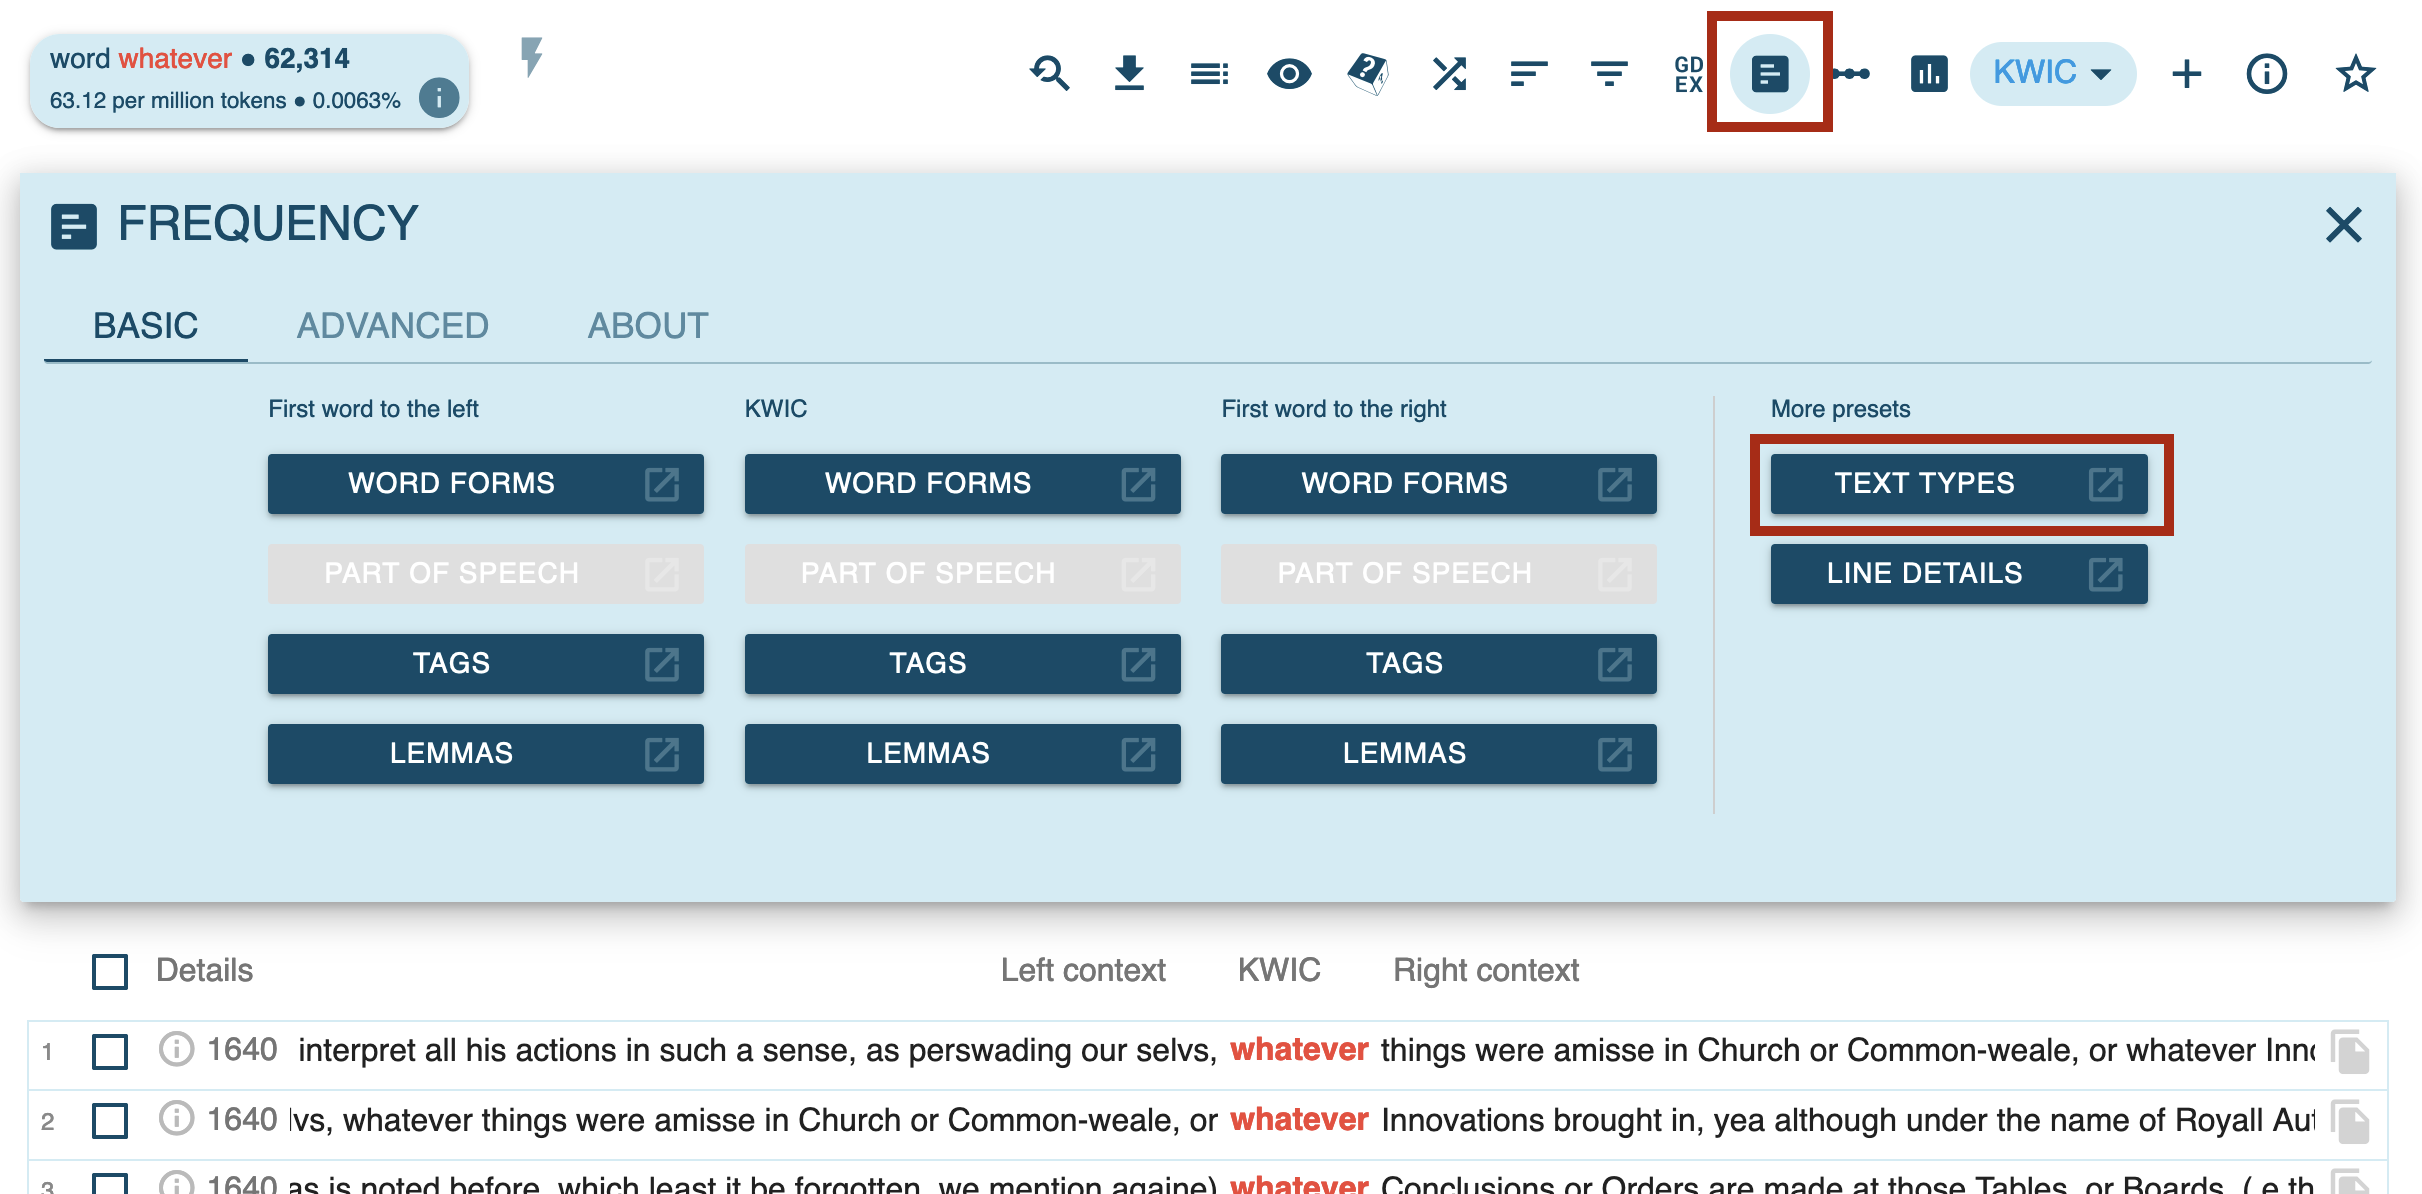 word whatever • 62,314
63.12 per million tokens • 0.0063%
GD
EX
KWIC
FREQUENCY
BASIC ADVANCED ABOUT
First word to the left KWIC First word to the right More presets
WORD FORMS WORD FORMS WORD FORMS TEXT TYPES
PART OF SPEECH PART OF SPEECH PART OF SPEECH LINE DETAILS
TAGS TAGS TAGS
LEMMAS LEMMAS LEMMAS
Details Left context KWIC Right context
1 1640 interpret all his actions in such a sense, as perswading our selvs, whatever things were amisse in Church or Common-weale, or whatever
2 1640 lvs, whatever things were amisse in Church or Common-weale, or whatever Innovations brought in, yea although under the name of Royall
3 1640 as is noted before, which least it be forgotten, we mention againe) whatever Conclusions or Orders are made at those Tables, or Boards, (